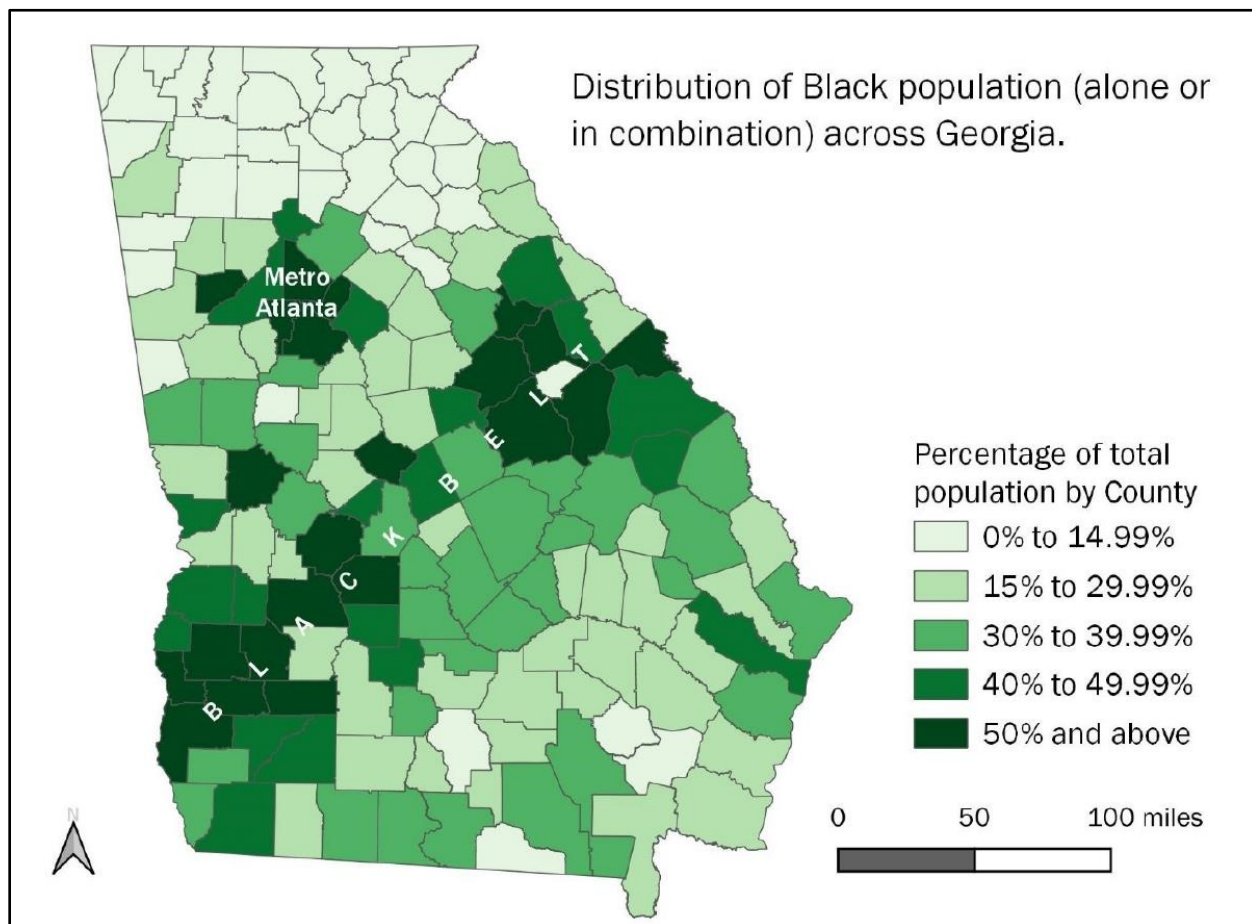 Distribution of Black population (alone or
in combination) across Georgia.
Metro
Atlanta
BLACK BELT
Percentage of total
population by County
0% to 14.99%
15% to 29.99%
30% to 39.99%
40% to 49.99%
50% and above
N
0 50 100 miles